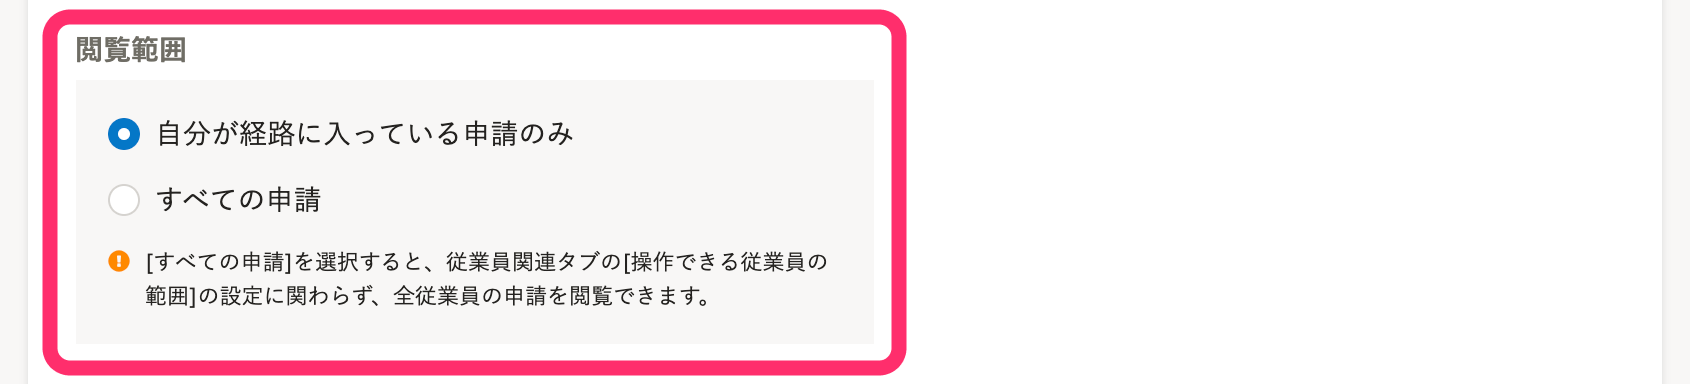 閲覧範囲
自分が経路に入っている申請のみ
すべての申請
[すべての申請]を選択すると、従業員関連タブの[操作できる従業員の
範囲]の設定に関わらず、全従業員の申請を閲覧できます。